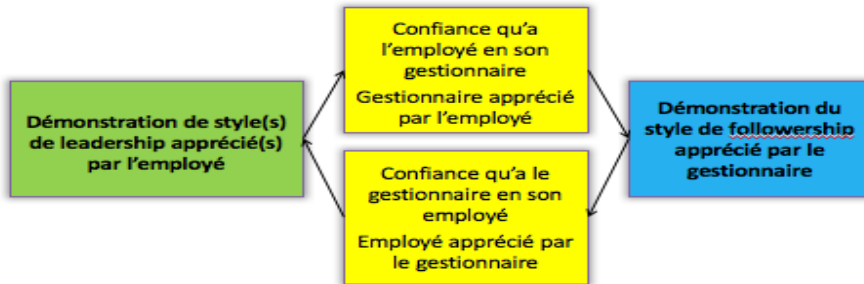 Démonstration de style(s)
de leadership apprécié(s)
par l'employé
Confiance qu'a
l'employé en son
gestionnaire
Gestionnaire apprécié
par l'employé
Confiance qu'a le
gestionnaire en son
employé
Employé apprécié par
le gestionnaire
Démonstration du
style de followership
apprécié par le
gestionnaire